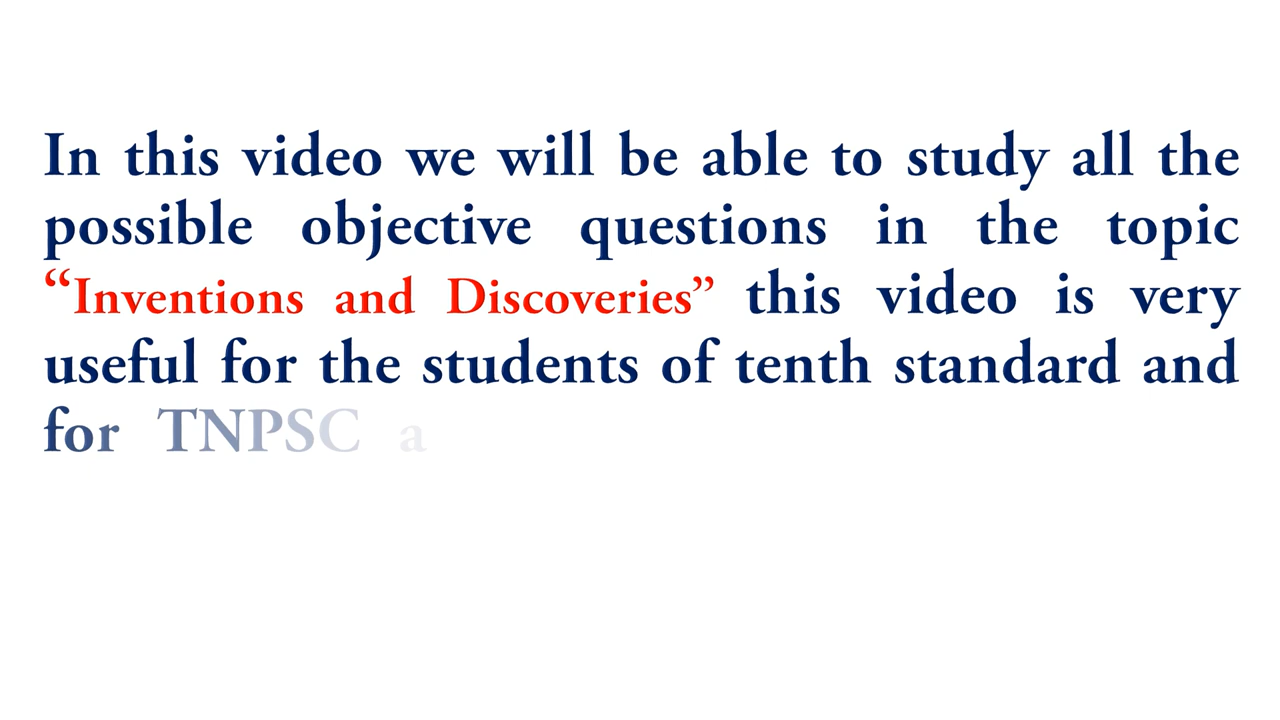 In this video we will be able to study all the
possible objective questions in the topic
“Inventions and Discoveries” this video is very
useful for the students of tenth standard and
for TNPSC a